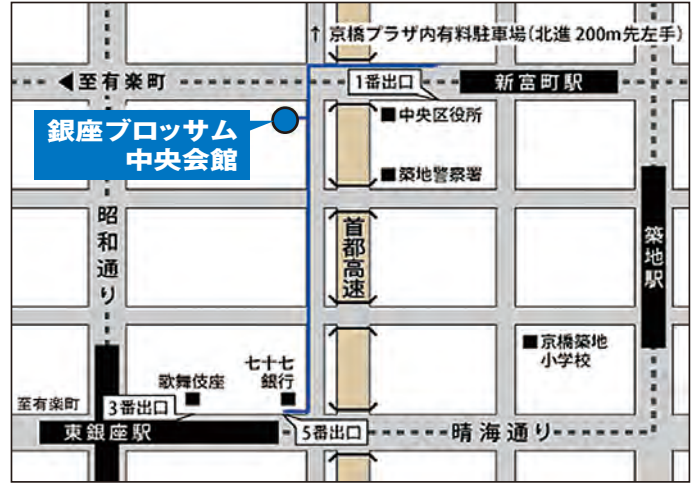 ↑ 京橋プラザ内有料駐車場(北進 200m先左手)
◀至有楽町
1番出口
新富町駅
銀座ブロッサム
中央会館
■中央区役所
■築地警察署
昭和通り
首都高速
築地駅
■京橋築地
小学校
七十七
銀行
歌舞伎座
至有楽町
3番出口
東銀座駅
5番出口
晴海通り